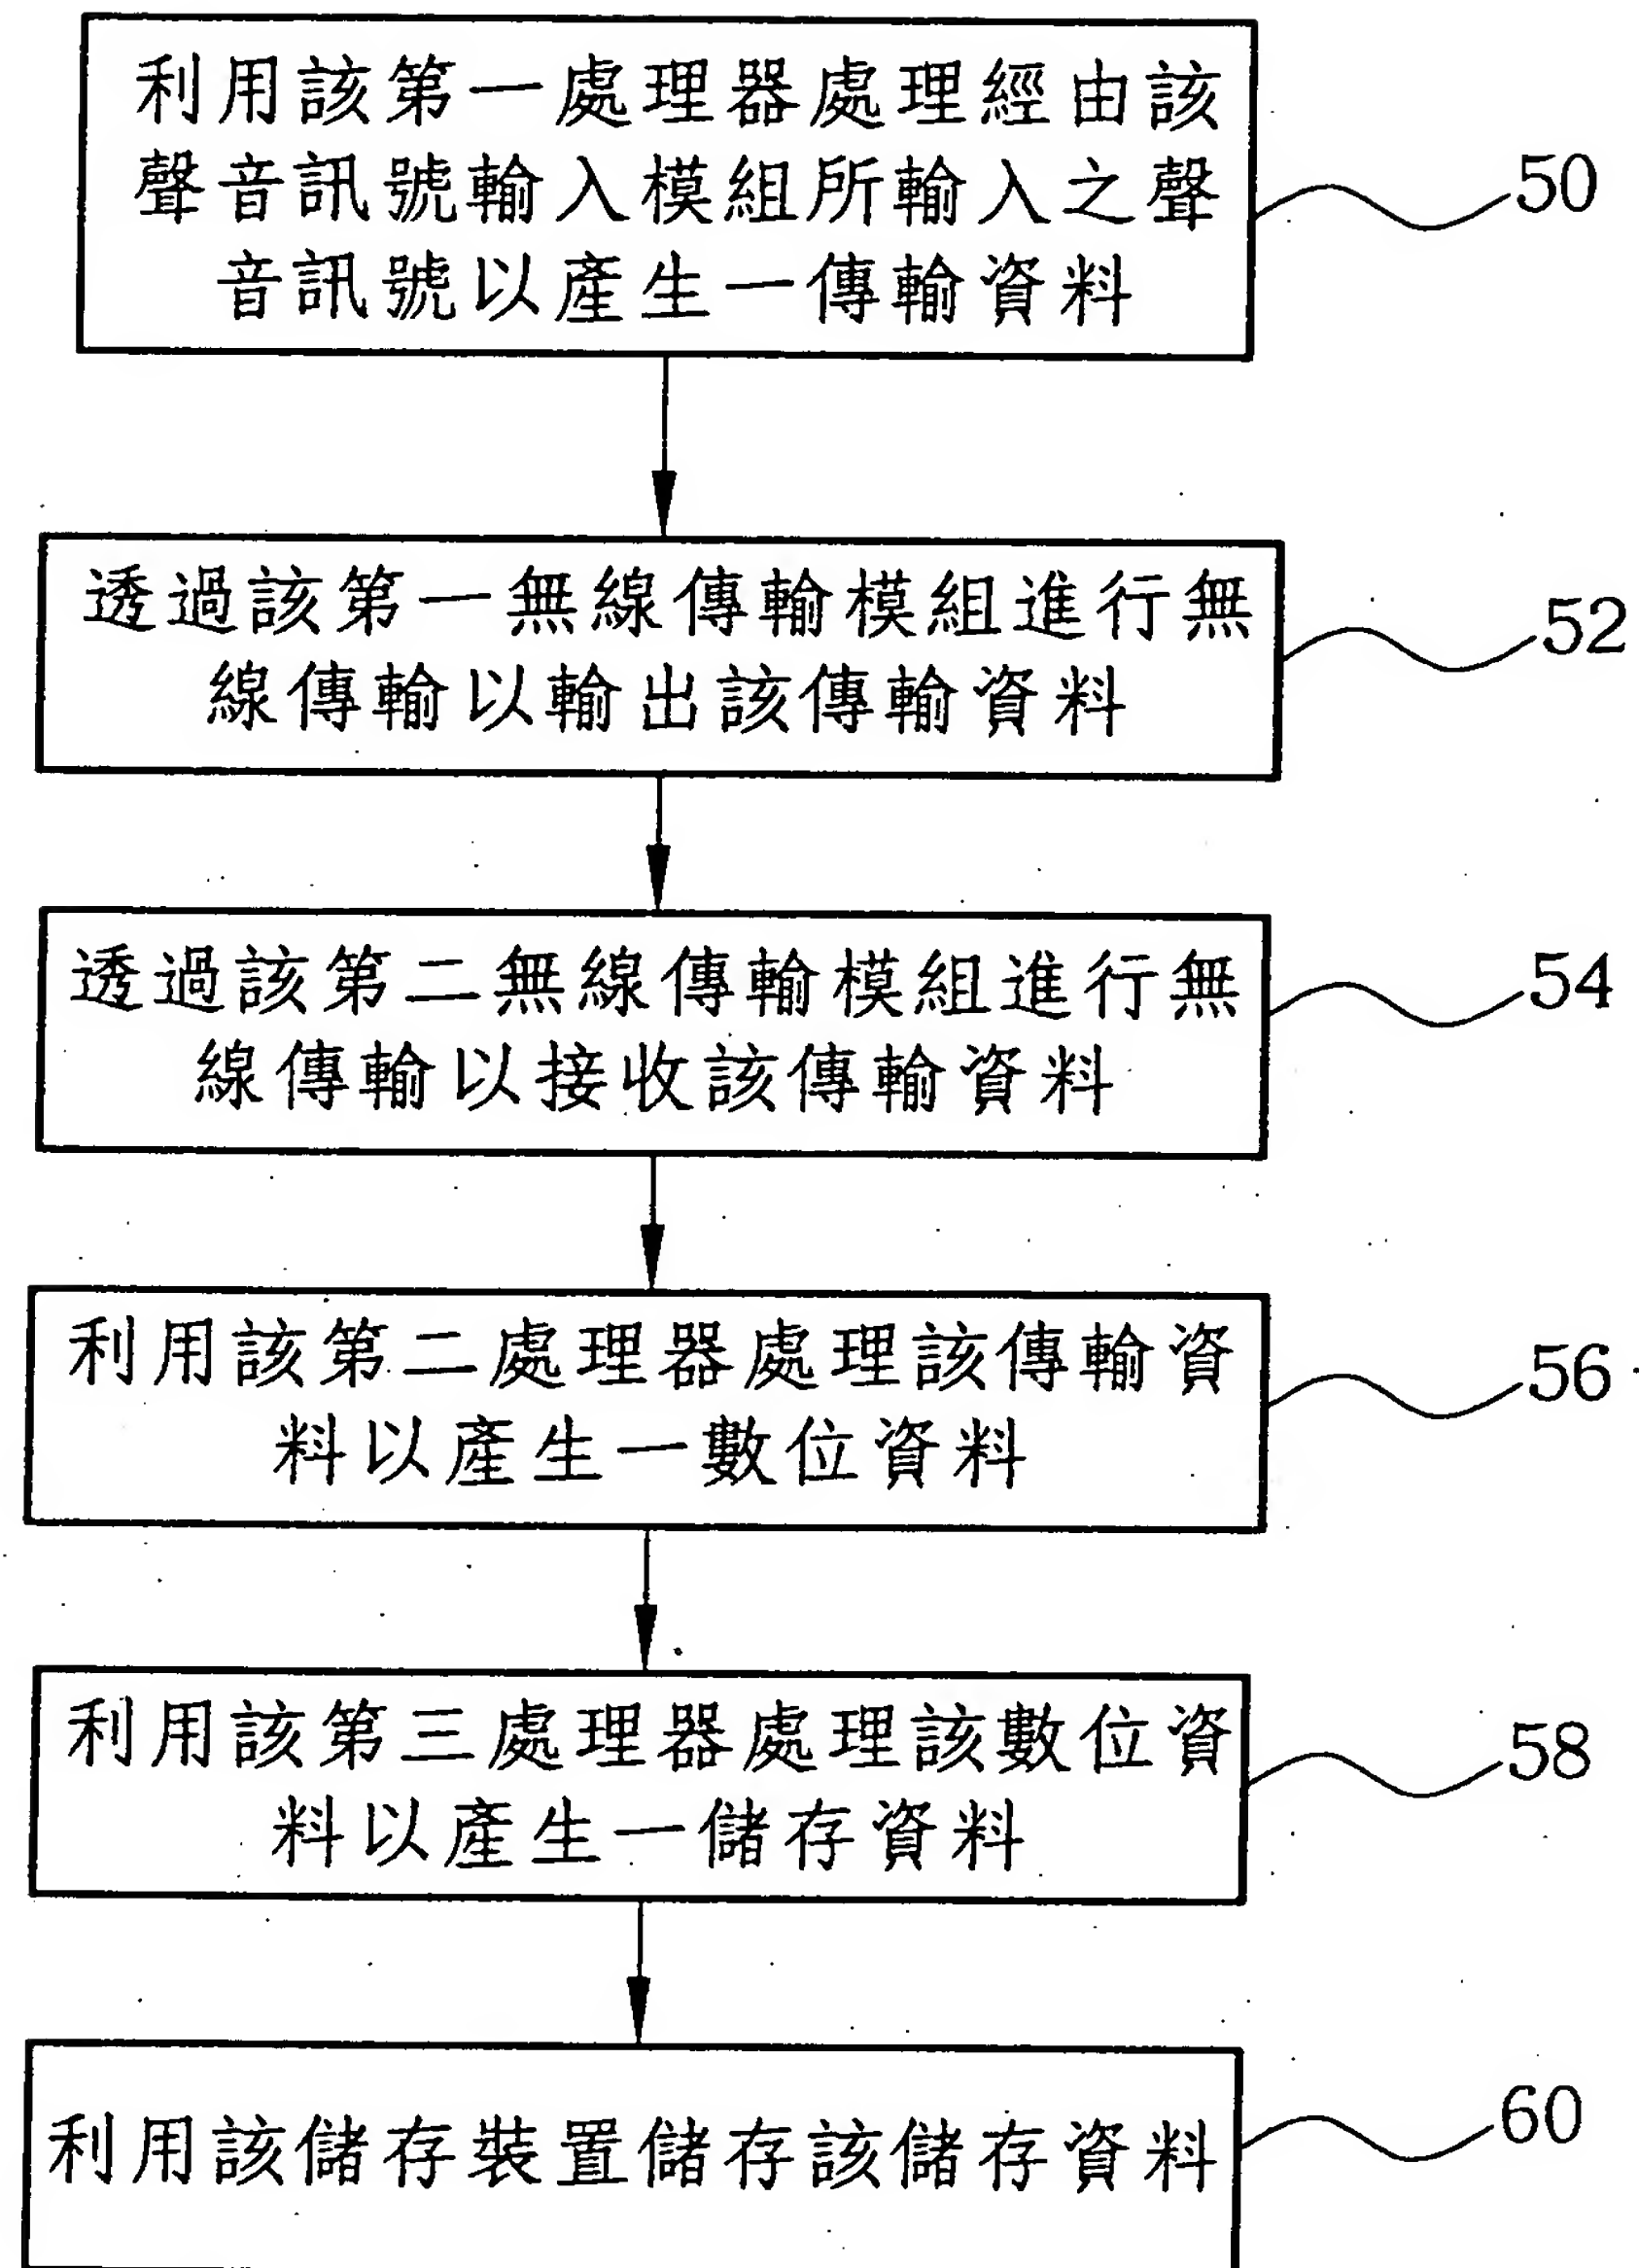 利用該第一處理器處理經由該
聲音訊號輸入模組所輸入之聲
音訊號以產生一傳輸資料
50
透過該第一無線傳輸模組進行無
線傳輸以輸出該傳輸資料
52
透過該第二無線傳輸模組進行無
線傳輸以接收該傳輸資料
54
利用該第二處理器處理該傳輸資
料以產生一數位資料
56
利用該第三處理器處理該數位資
料以產生一儲存資料
58
利用該儲存裝置儲存該儲存資料
60